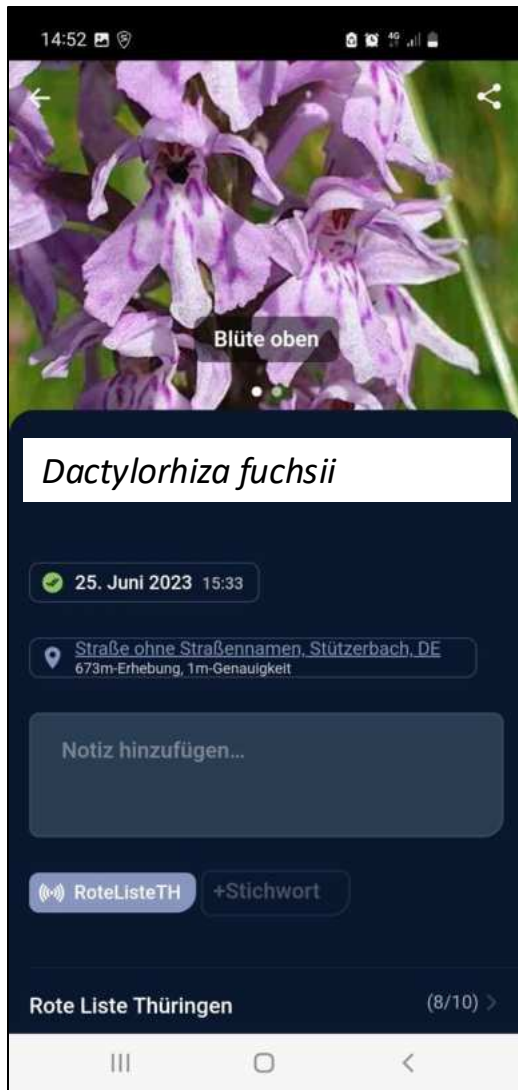 14:52
4G
Blüte oben
Dactylorhiza fuchsii
25. Juni 2023 15:33
Straße ohne Straßennamen, Stützerbach, DE
673m-Erhebung, 1m-Genauigkeit
Notiz hinzufügen...
RoteListeTH +Stichwort
Rote Liste Thüringen (8/10)